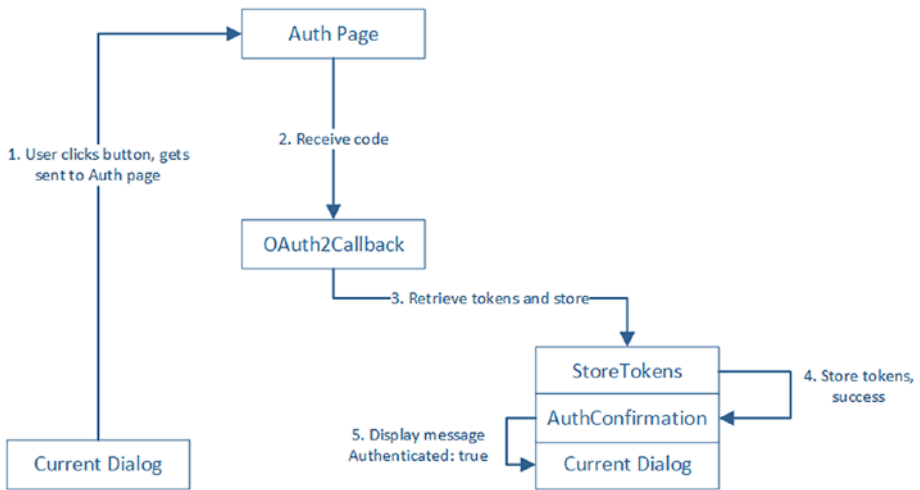 Auth Page
1. User clicks button, gets
sent to Auth page
2. Receive code
OAuth2Callback
3. Retrieve tokens and store
StoreTokens
4. Store tokens,
success
AuthConfirmation
5. Display message
Authenticated: true
Current Dialog
Current Dialog